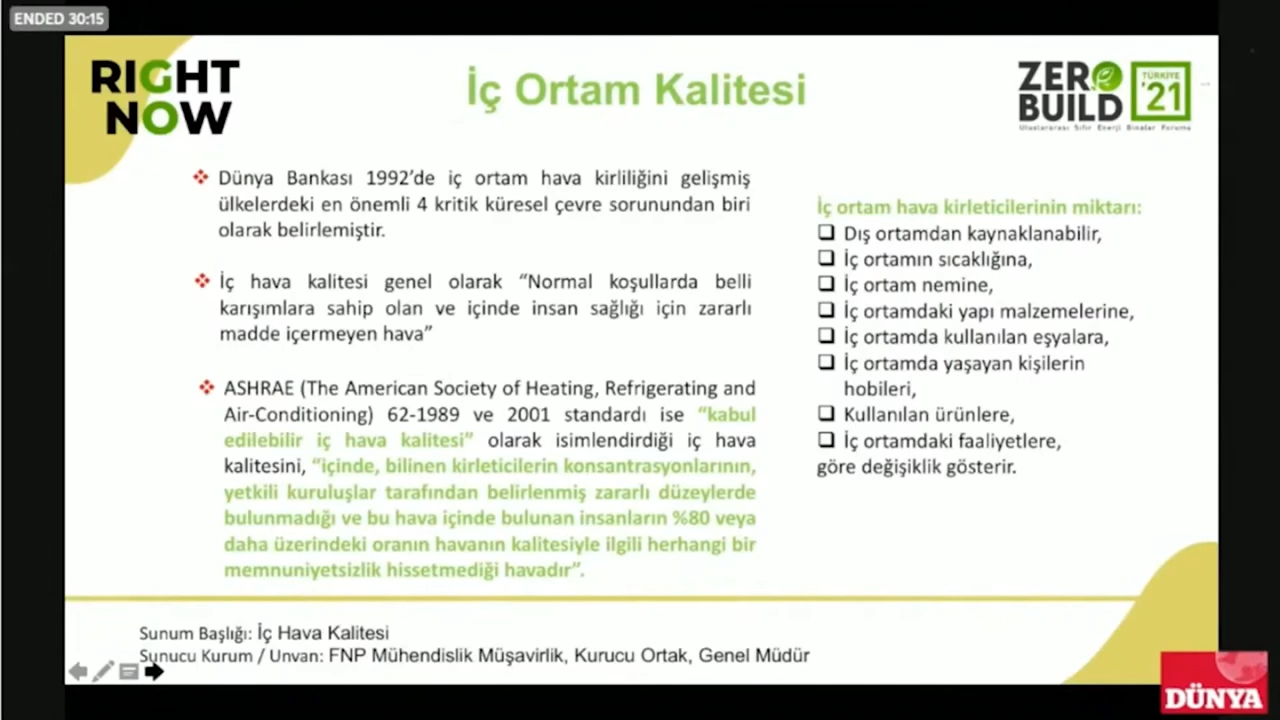 ENDED 30:15
RIGHT
NOW
İç Ortam Kalitesi
ZERO
BUILD
TÜRKİYE
'21
Uluslararası Sıfır Enerji Binalar Forumu
Dünya Bankası 1992'de iç ortam hava kirliliğini gelişmiş
ülkelerdeki en önemli 4 kritik küresel çevre sorunundan biri
olarak belirlemiştir.
İç hava kalitesi genel olarak “Normal koşullarda belli
karışımlara sahip olan ve içinde insan sağlığı için zararlı
madde içermeyen hava”
ASHRAE (The American Society of Heating, Refrigerating and
Air-Conditioning) 62-1989 ve 2001 standardı ise “kabul
edilebilir iç hava kalitesi” olarak isimlendirdiği iç hava
kalitesini, “içinde, bilinen kirleticilerin konsantrasyonlarının,
yetkili kuruluşlar tarafından belirlenmiş zararlı düzeylerde
bulunmadığı ve bu hava içinde bulunan insanların %80 veya
daha üzerindeki oranın havanın kalitesiyle ilgili herhangi bir
memnuniyetsizlik hissetmediği havadır”.
İç ortam hava kirleticilerinin miktarı:
Dış ortamdan kaynaklanabilir,
İç ortamın sıcaklığına,
İç ortam nemine,
İç ortamdaki yapı malzemelerine,
İç ortamda kullanılan eşyalara,
İç ortamda yaşayan kişilerin
hobileri,
Kullanılan ürünlere,
İç ortamdaki faaliyetlere,
göre değişiklik gösterir.
Sunum Başlığı: İç Hava Kalitesi
Sunucu Kurum / Unvan: FNP Mühendislik Müşavirlik, Kurucu Ortak, Genel Müdür
DÜNYA